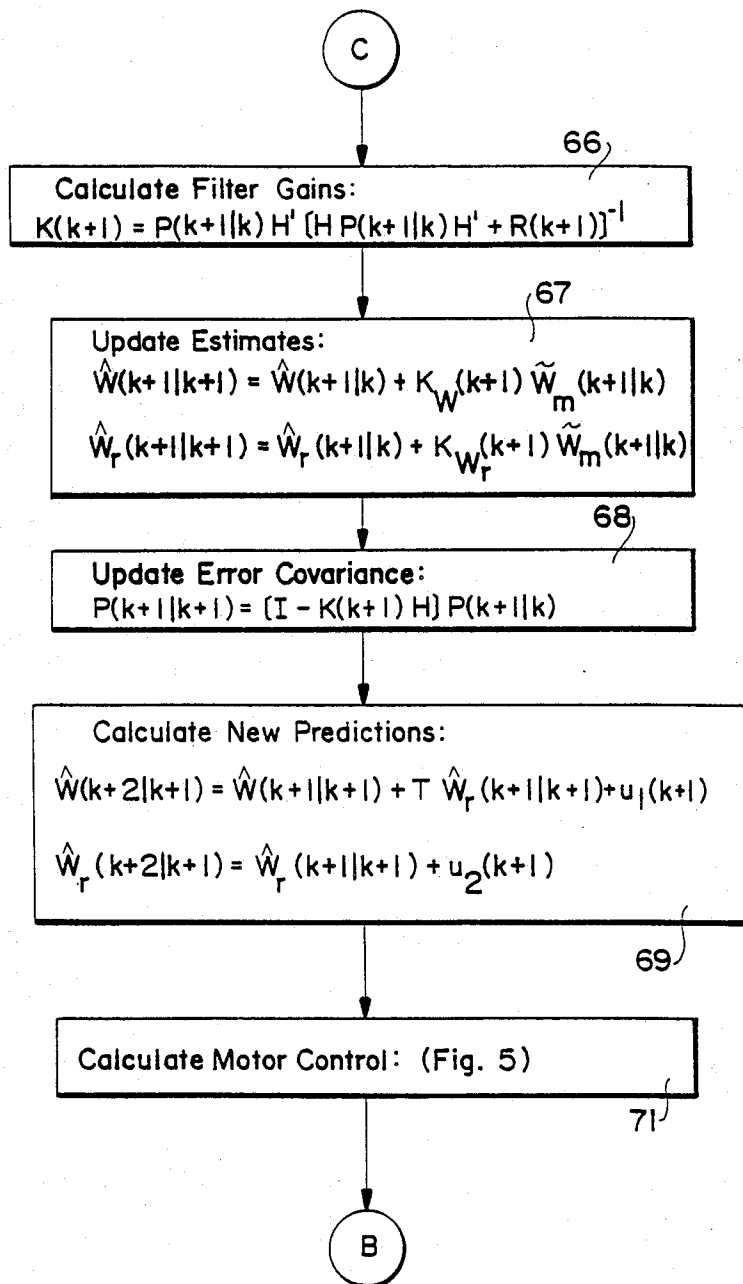 C
66
Calculate Filter Gains:
K(k+1) = P(k+1|k) H' [H P(k+1|k) H' + R(k+1)]⁻¹
67
Update Estimates:
Ŵ(k+1|k+1) = Ŵ(k+1|k) + K_W(k+1) W̃_m(k+1|k)
Ŵ_r(k+1|k+1) = Ŵ_r(k+1|k) + K_W_r(k+1) W̃_m(k+1|k)
68
Update Error Covariance:
P(k+1|k+1) = [I - K(k+1) H] P(k+1|k)
Calculate New Predictions:
Ŵ(k+2|k+1) = Ŵ(k+1|k+1) + T Ŵ_r(k+1|k+1) + u₁(k+1)
Ŵ_r(k+2|k+1) = Ŵ_r(k+1|k+1) + u₂(k+1)
69
Calculate Motor Control: (Fig. 5)
71
B